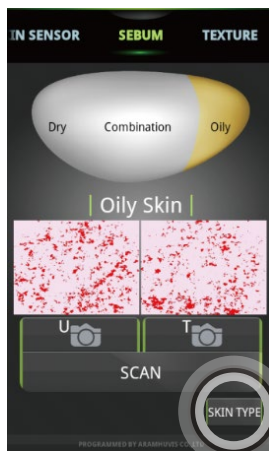 IN SENSOR SEBUM TEXTURE
Dry Combination Oily
Oily Skin
U T
SCAN
SKIN TYPE
PROGRAMMED BY ARAMHUVIS CO.,LTD